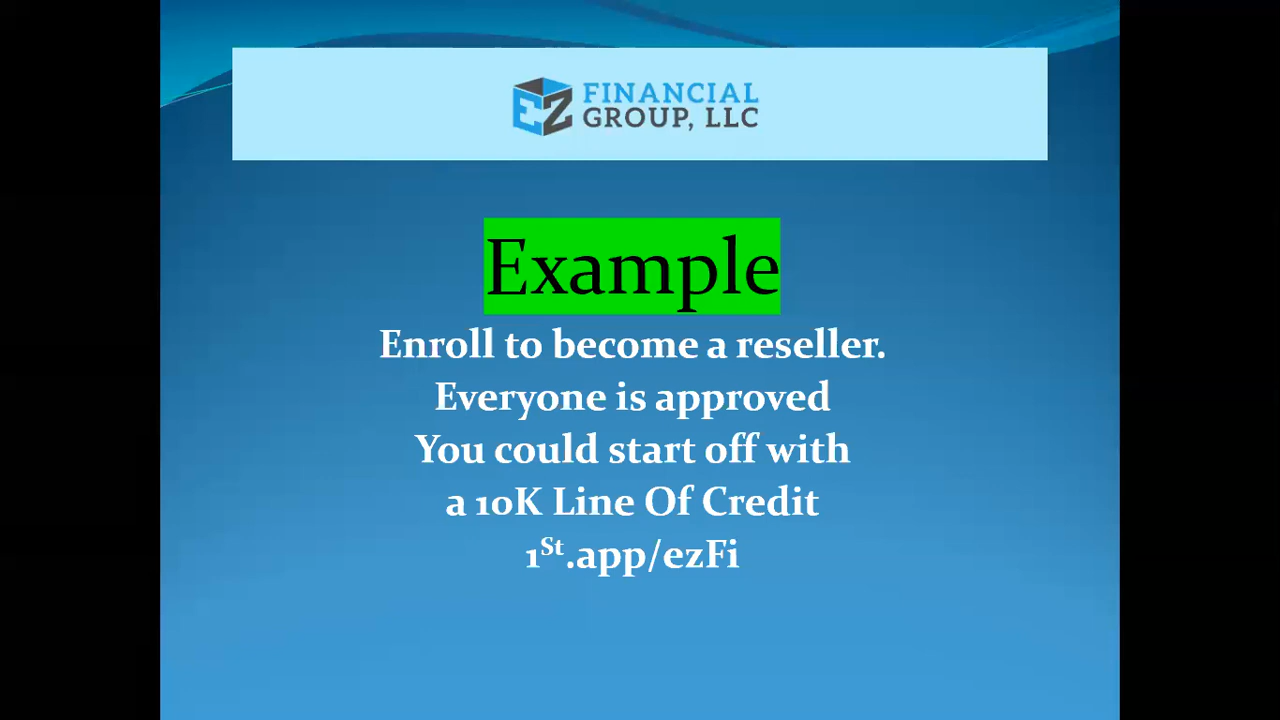 EZ FINANCIAL
GROUP, LLC
Example
Enroll to become a reseller.
Everyone is approved
You could start off with
a 10K Line Of Credit
1St.app/ezFi